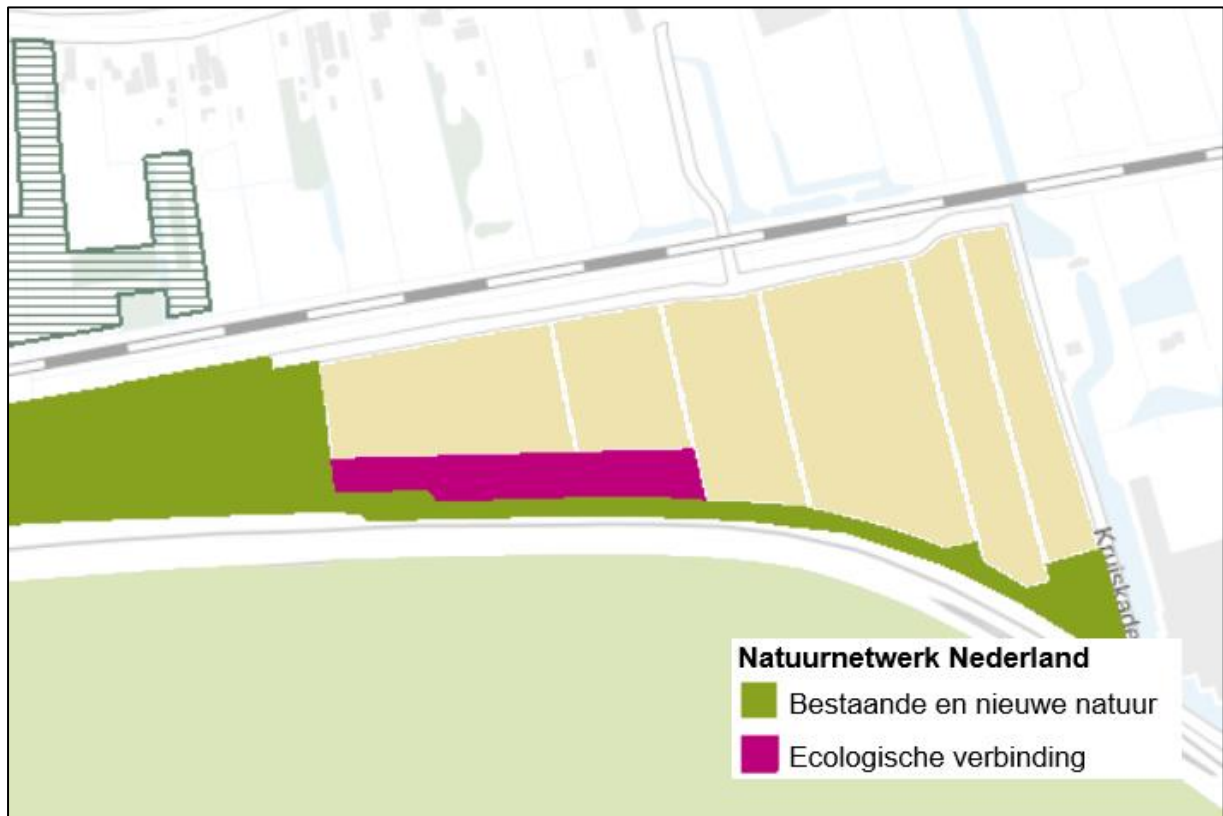 Kruiskade
Natuurnetwerk Nederland
Bestaande en nieuwe natuur
Ecologische verbinding